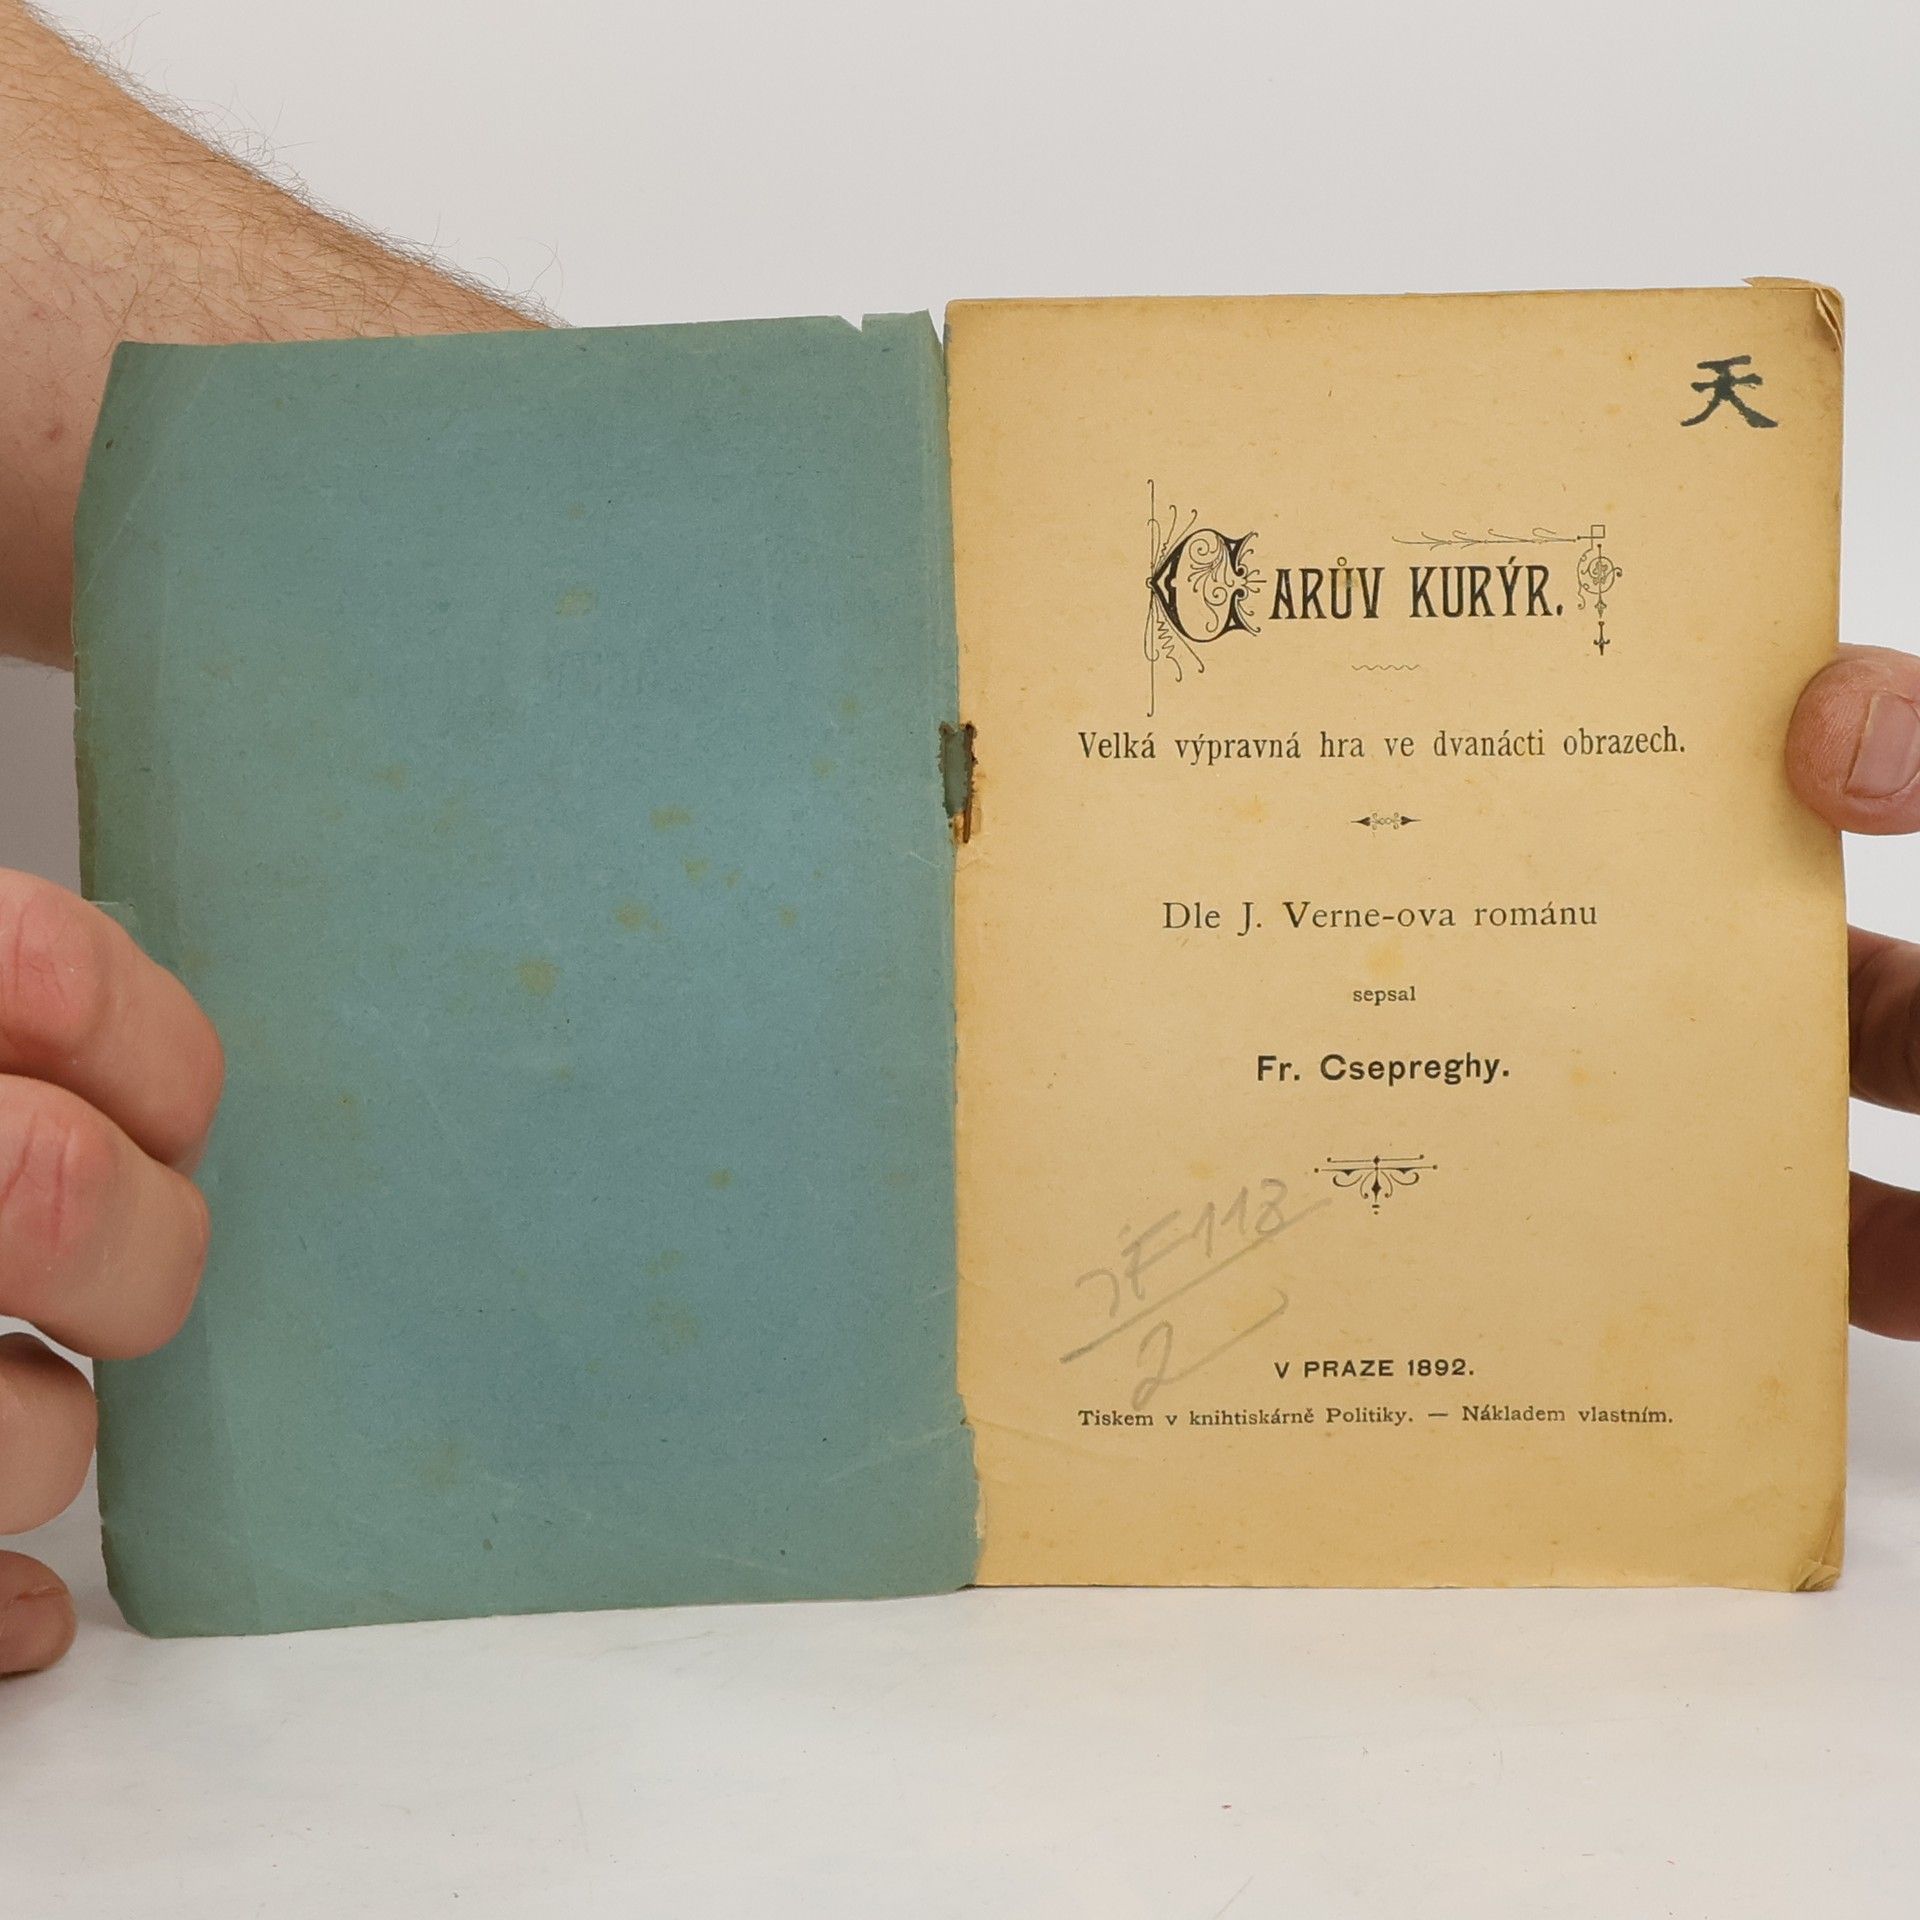 天
CARŮV KURÝR.
Velká výpravná hra ve dvanácti obrazech.
Dle J. Verne-ova románu
sepsal
Fr. Csepreghy.
118
2
V PRAZE 1892.
Tiskem v knihtiskárně Politiky. — Nákladem vlastním.